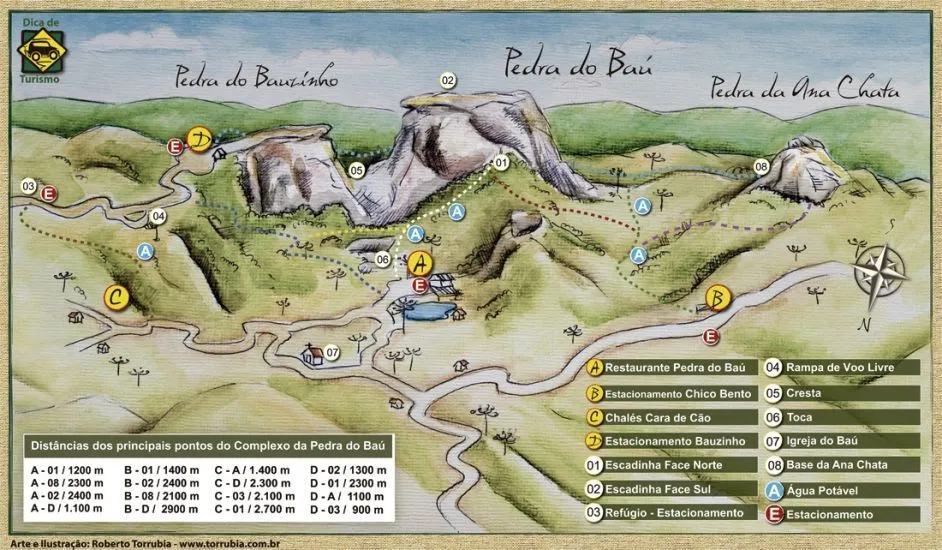 Dica de
Turismo
Pedra do Bauzinho
Pedra do Baú
Pedra da Ana Chata
02
01
05
08
03
04
06
07
A
B
C
D
E
E
E
E
A
A
A
A
A
S
N
Distâncias dos principais pontos do Complexo da Pedra do Baú
A - 01 / 1200 m
A - 08 / 2300 m
A - 02 / 2400 m
A - D / 1.100 m
B - 01 / 1400 m
B - 02 / 2400 m
B - 08 / 2100 m
B - D / 2900 m
C - A / 1.400 m
C - D / 2.300 m
C - 03 / 2.100 m
C - 01 / 2.700 m
D - 02 / 1300 m
D - 01 / 2300 m
D - A / 1100 m
D - 03 / 900 m
A Restaurante Pedra do Baú
B Estacionamento Chico Bento
C Chalés Cara de Cão
D Estacionamento Bauzinho
01 Escadinha Face Norte
02 Escadinha Face Sul
03 Refúgio - Estacionamento
04 Rampa de Voo Livre
05 Cresta
06 Toca
07 Igreja do Baú
08 Base da Ana Chata
A Água Potável
E Estacionamento
Arte e Ilustração: Roberto Torrubia - www.torrubia.com.br